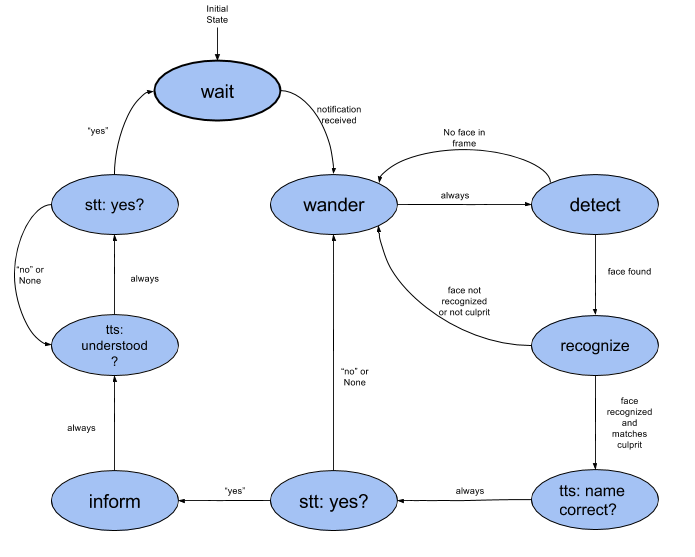 Initial
State
wait
notification
received
"yes"
No face in
frame
stt: yes?
wander
always
detect
"no" or
None
always
face not
recognized
or not culprit
face found
tts:
understood
?
recognize
"no" or
None
always
face
recognized
and
matches
culprit
inform
"yes"
stt: yes?
always
tts: name
correct?